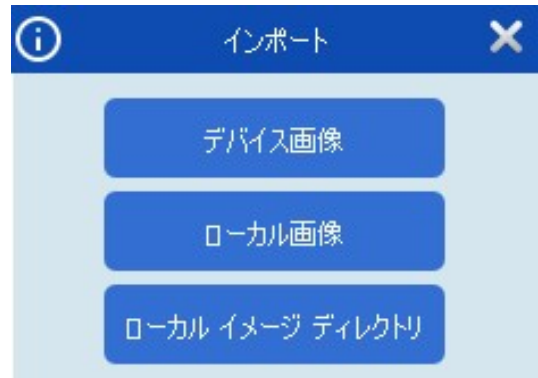 インポート
デバイス画像
ローカル画像
ローカル イメージ ディレクトリ